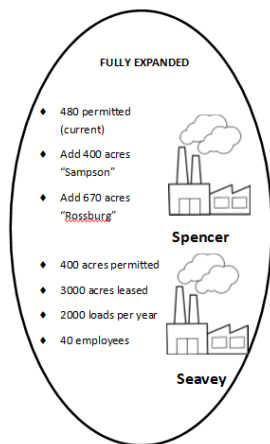 FULLY EXPANDED
♦ 480 permitted
(current)
♦ Add 400 acres
“Sampson”
♦ Add 670 acres
“Rossburg”
Spencer
♦ 400 acres permitted
♦ 3000 acres leased
♦ 2000 loads per year
♦ 40 employees
Seavey